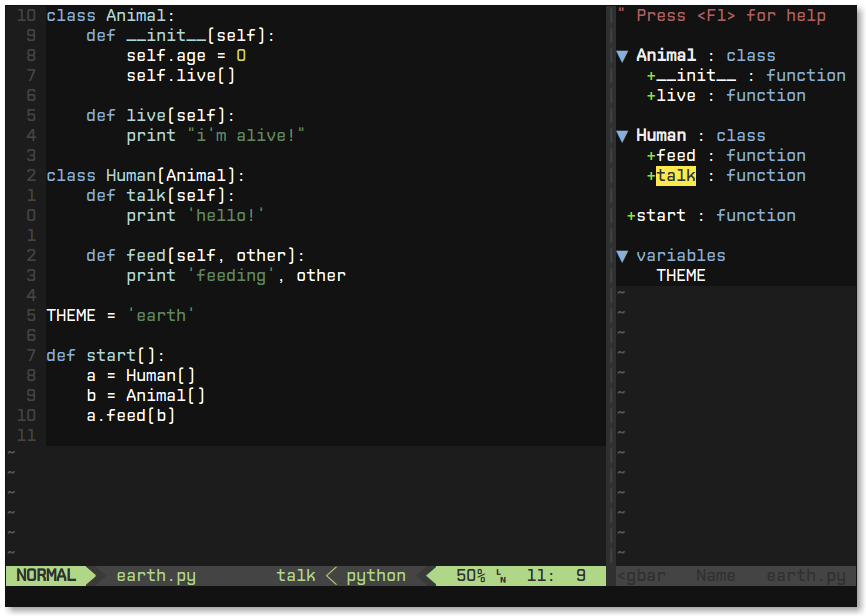 10 class Animal:
9     def __init__[self]:
8         self.age = 0
7         self.live[]
6
5     def live[self]:
4         print "i'm alive!"
3
2 class Human[Animal]:
1     def talk[self]:
0         print 'hello!'
1
2     def feed[self, other]:
3         print 'feeding', other
4
5 THEME = 'earth'
6
7 def start[]:
8     a = Human[]
9     b = Animal[]
10     a.feed[b]
11
~
~
~
~
~
~
NORMAL earth.py talk < python 50% LN 11: 9
" Press <F1> for help
▼ Animal : class
+__init__ : function
+live : function
▼ Human : class
+feed : function
+talk : function
+start : function
▼ variables
THEME
~
~
~
~
~
~
~
~
~
~
~
~
~
~
<gbar Name earth.py